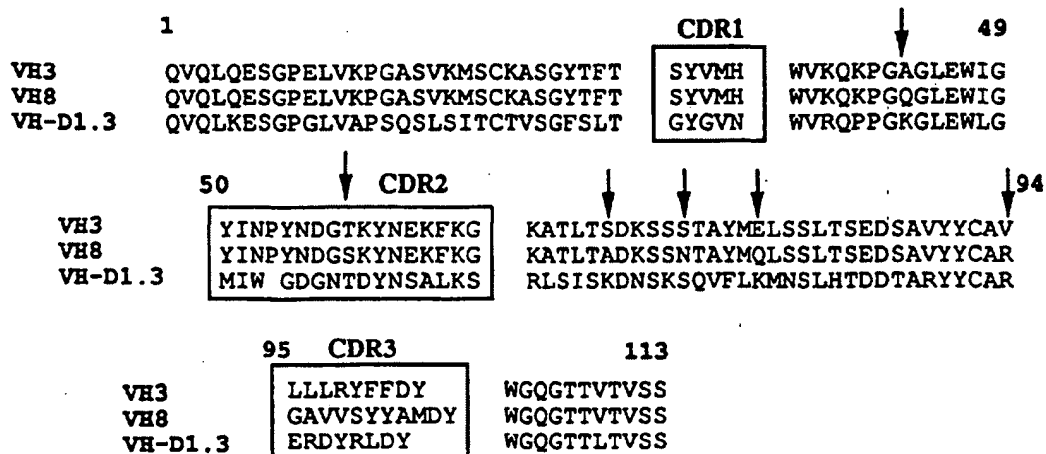 1 CDR1 49
VH3 QVQLQESGPELVKPGASVKMSCKASGYTFT SYVMH WVKQKPGAGLEWIG
VH8 QVQLQESGPELVKPGASVKMSCKASGYTFT SYVMH WVKQKPGQGLEWIG
VH-D1.3 QVQLKESGPGLVAPSQSLSITCTVSGFSLT GYGVN WVRQPPGKGLEWLG
50 CDR2 94
VH3 YINPYNDGTKYNEKFKG KATLTSDKSSSTAYMELSSLTSEDSAVYYCAV
VH8 YINPYNDGSKYNEKFKG KATLTADKSSNTAYMQLSSLTSEDSAVYYCAR
VH-D1.3 MIW GDGNTDYNSALKS RLSISKDNSKSQVFLKMNSLHTDDTARYYCAR
95 CDR3 113
VH3 LLLRYFFDY WGQGTTVTVSS
VH8 GAVVSYYAMDY WGQGTTVTVSS
VH-D1.3 ERDYRLDY WGQGTTLTVSS